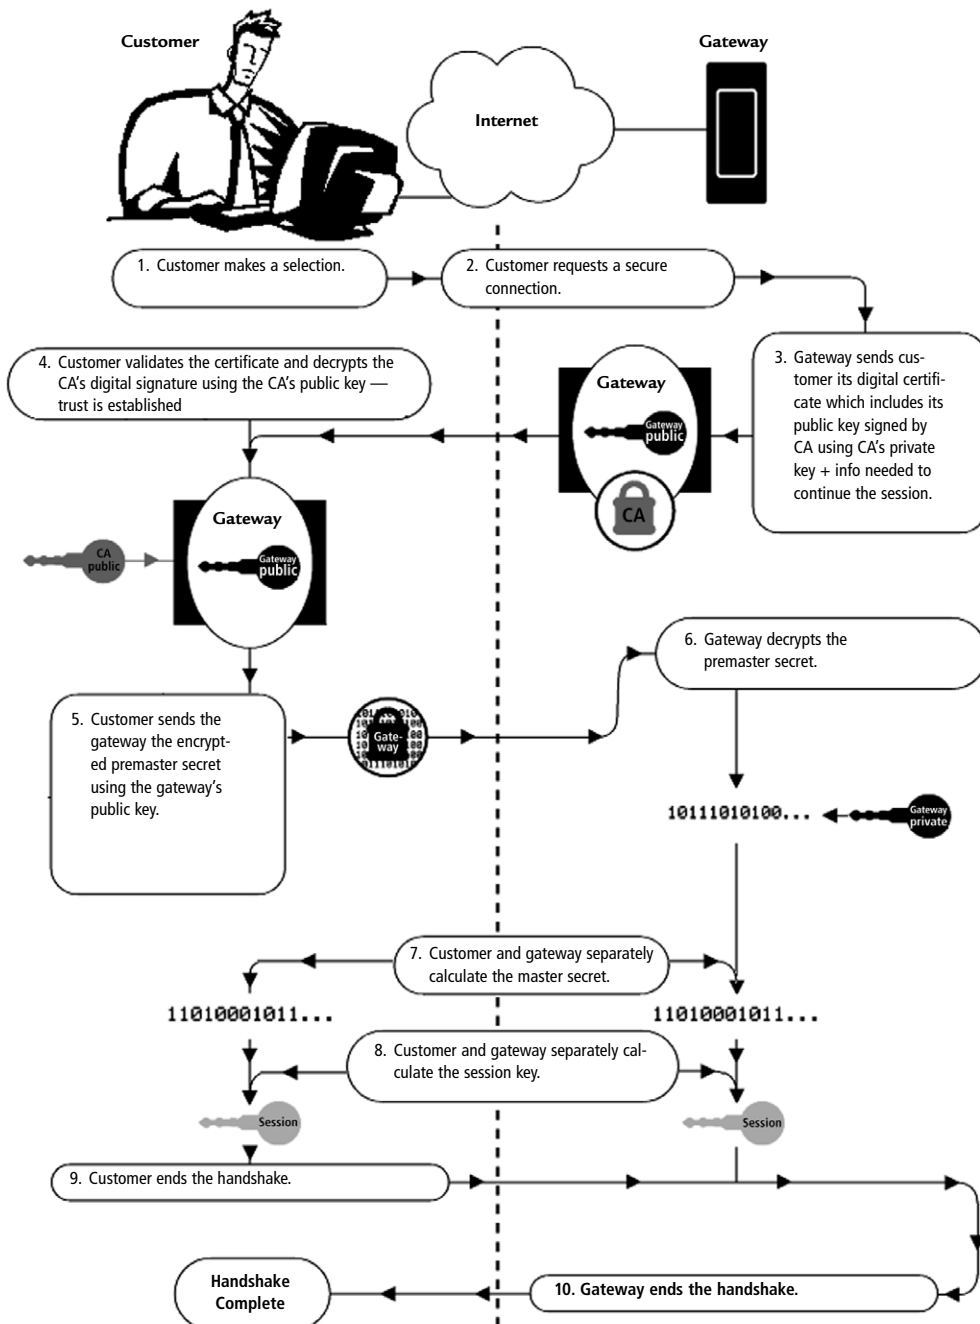 Customer
Gateway
Internet
1. Customer makes a selection.
2. Customer requests a secure
connection.
3. Gateway sends cus-
tomer its digital certifi-
cate which includes its
public key signed by
CA using CA's private
key + info needed to
continue the session.
4. Customer validates the certificate and decrypts the
CA's digital signature using the CA's public key —
trust is established
Gateway
Gateway
public
CA
Gateway
CA
public
Gateway
public
5. Customer sends the
gateway the encrypt-
ed premaster secret
using the gateway's
public key.
Gate-
way
6. Gateway decrypts the
premaster secret.
10111010100...
Gateway
private
7. Customer and gateway separately
calculate the master secret.
11010001011...
11010001011...
8. Customer and gateway separately cal-
culate the session key.
Session
Session
9. Customer ends the handshake.
10. Gateway ends the handshake.
Handshake
Complete